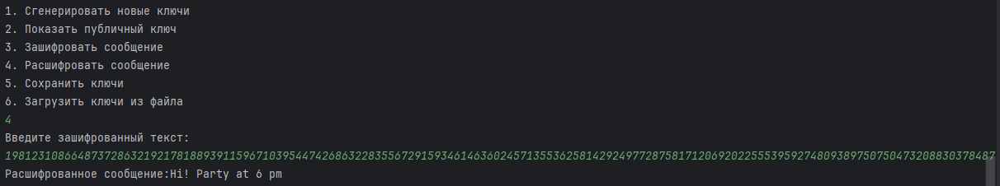 1. Сгенерировать новые ключи
2. Показать публичный ключ
3. Зашифровать сообщение
4. Расшифровать сообщение
5. Сохранить ключи
6. Загрузить ключи из файла
4
Введите зашифрованный текст:
198123108664873728632192178188939115967103954474268632283556729159346146360245713553625814292497728758171206920225553959274809389750750473208830378487
Расшифрованное сообщение:Hi! Party at 6 pm